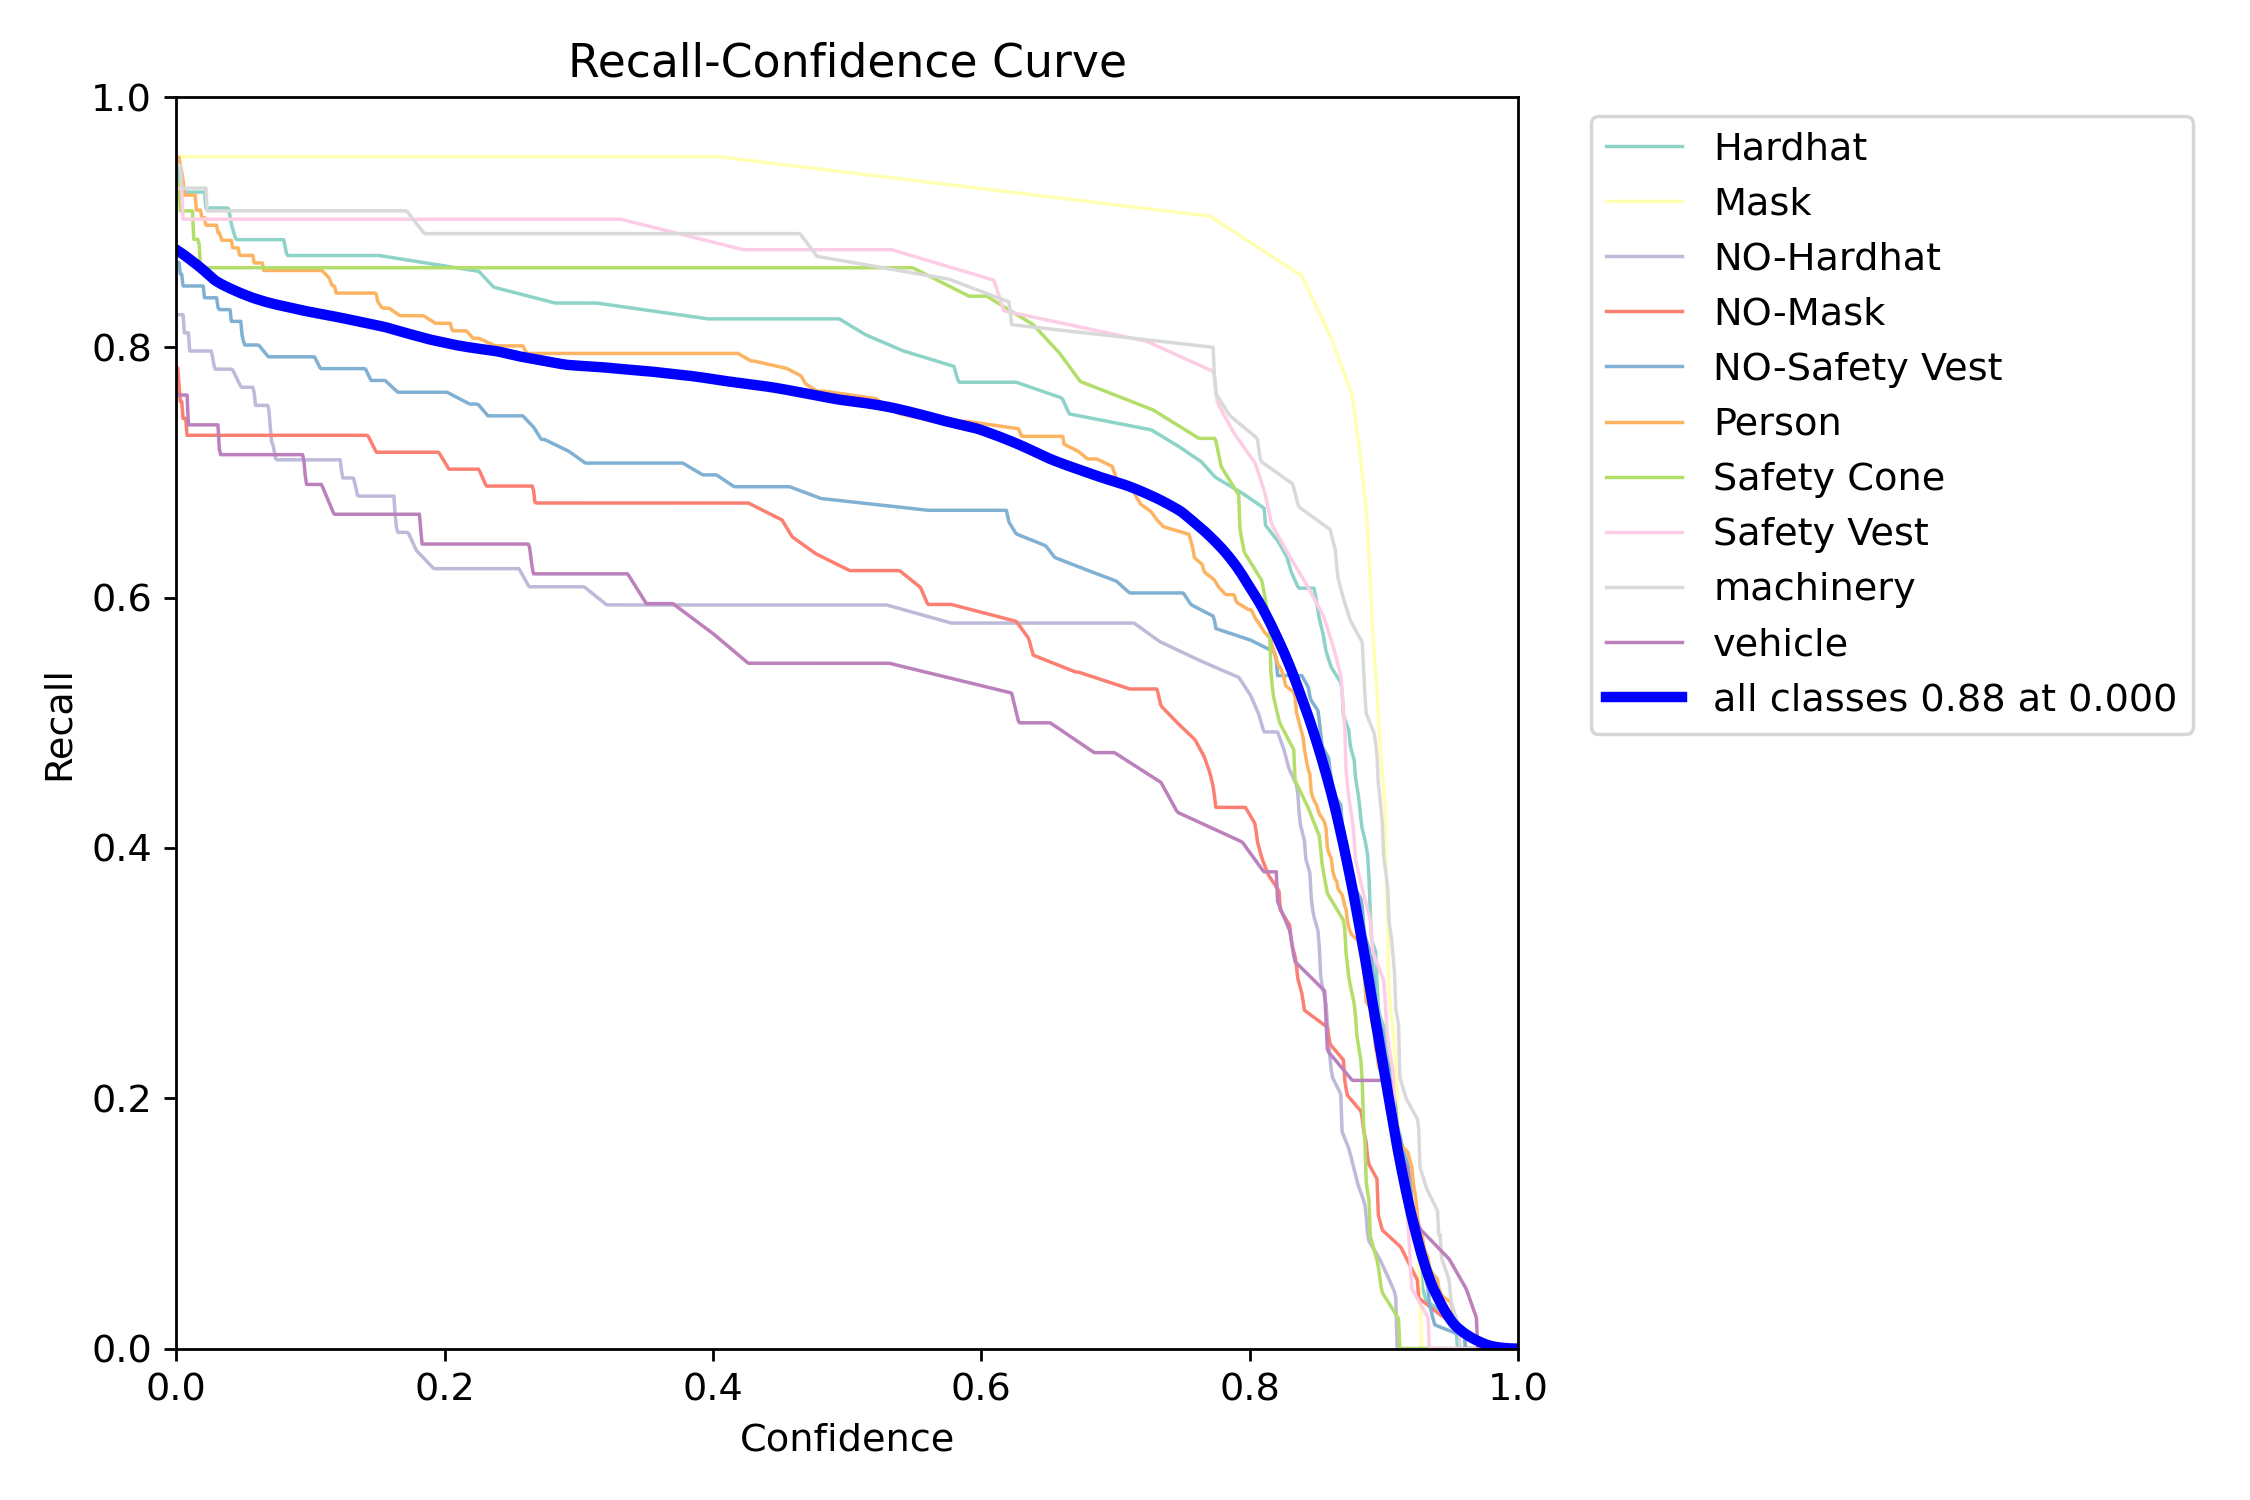 Recall-Confidence Curve
1.0
0.8
0.6
0.4
0.2
0.0
Recall
0.0 0.2 0.4 0.6 0.8 1.0
Confidence
Hardhat
Mask
NO-Hardhat
NO-Mask
NO-Safety Vest
Person
Safety Cone
Safety Vest
machinery
vehicle
all classes 0.88 at 0.000